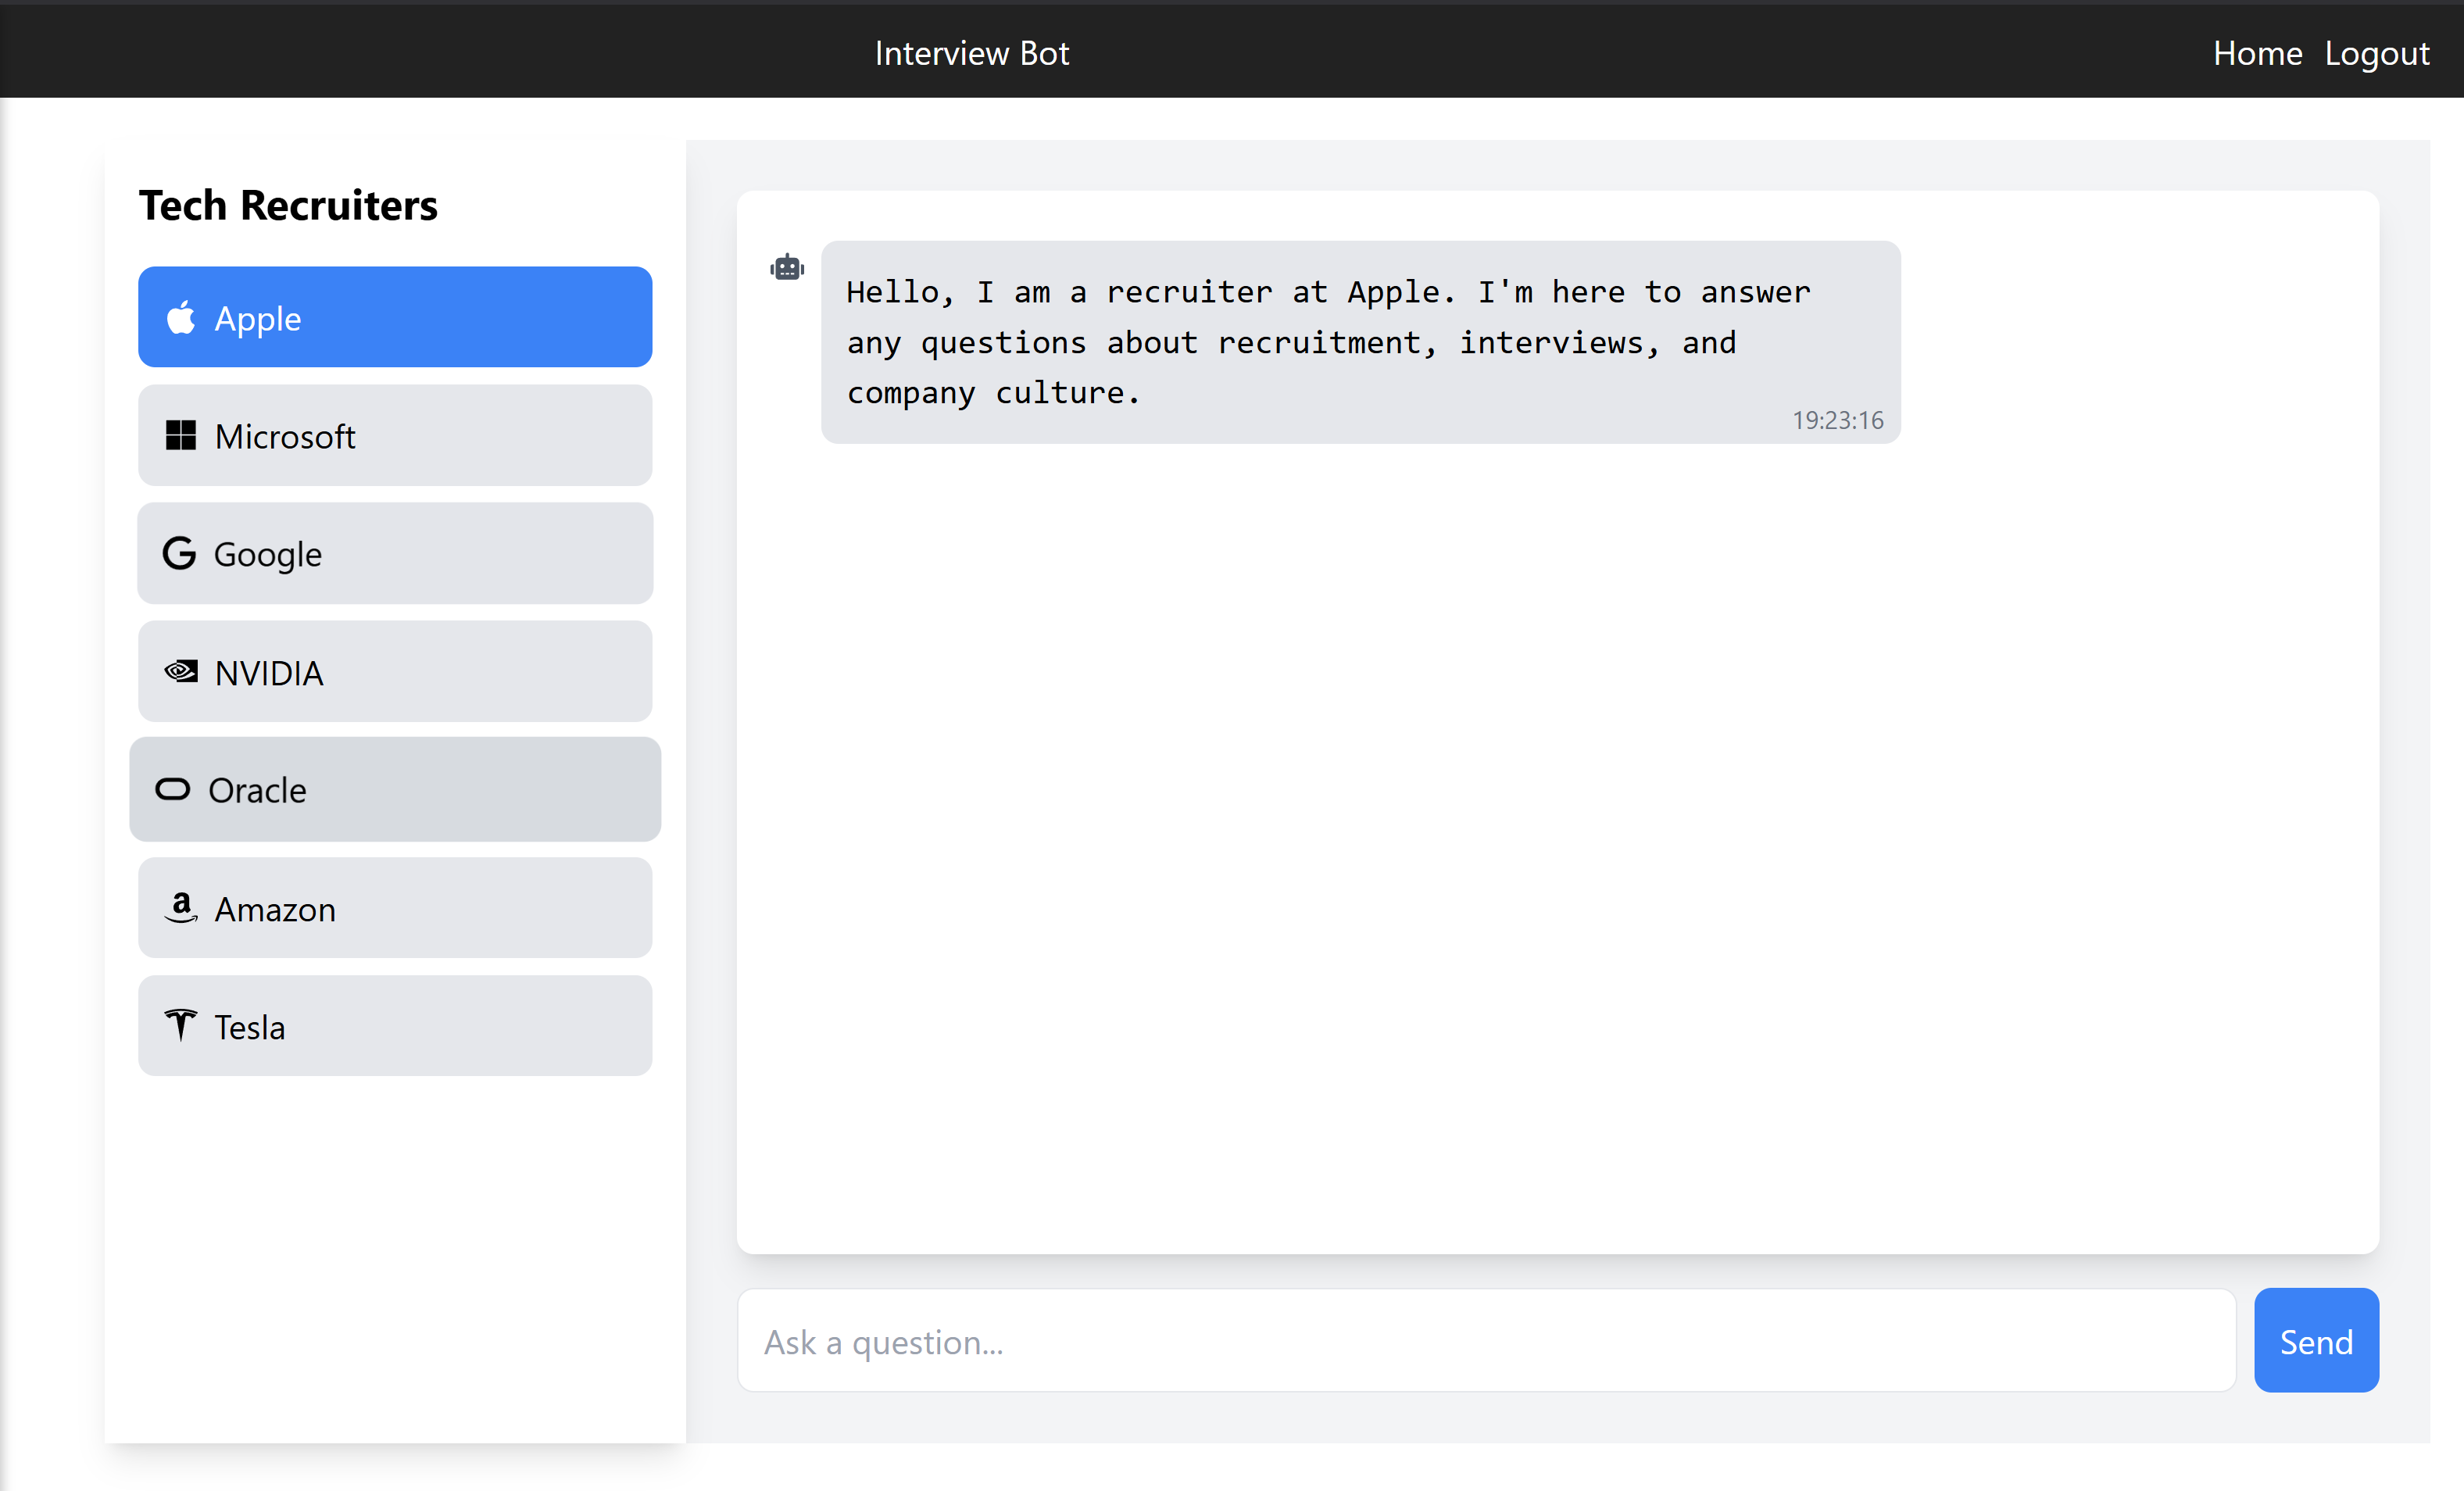 Interview Bot
Home Logout
Tech Recruiters
Apple
Microsoft
Google
NVIDIA
Oracle
Amazon
Tesla
Hello, I am a recruiter at Apple. I'm here to answer
any questions about recruitment, interviews, and
company culture.
19:23:16
Ask a question...
Send